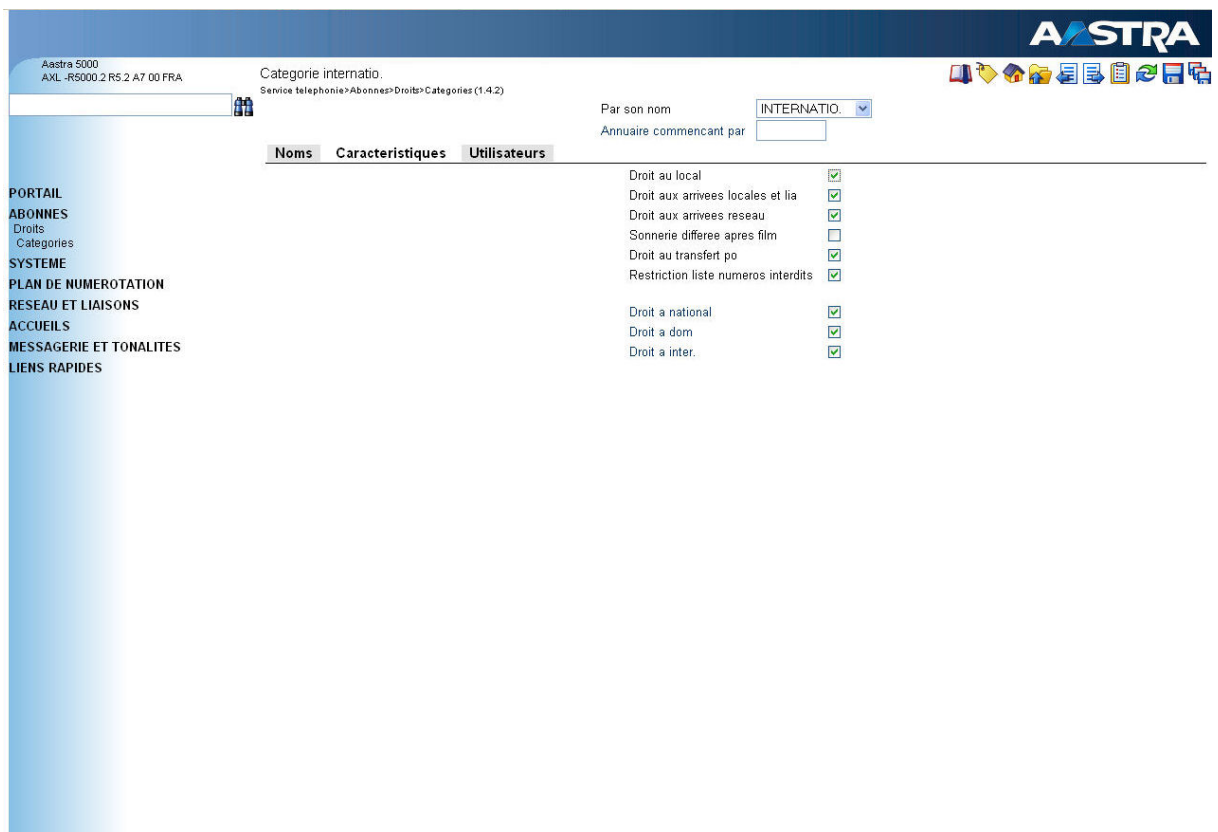 AASTRA
Aastra 5000
AXL -R5000.2 R5.2 A7 00 FRA
Categorie internatio.
Service telephonie>Abonnes>Droits>Categories (1.4.2)
Par son nom INTERNATIO.
Annuaire commencant par
Noms Caracteristiques Utilisateurs
PORTAIL
ABONNES
Droits
Categories
SYSTEME
PLAN DE NUMEROTATION
RESEAU ET LIAISONS
ACCUEILS
MESSAGERIE ET TONALITES
LIENS RAPIDES
Droit au local
Droit aux arrivees locales et lia
Droit aux arrivees reseau
Sonnerie differee apres film
Droit au transfert po
Restriction liste numeros interdits
Droit a national
Droit a dom
Droit a inter.